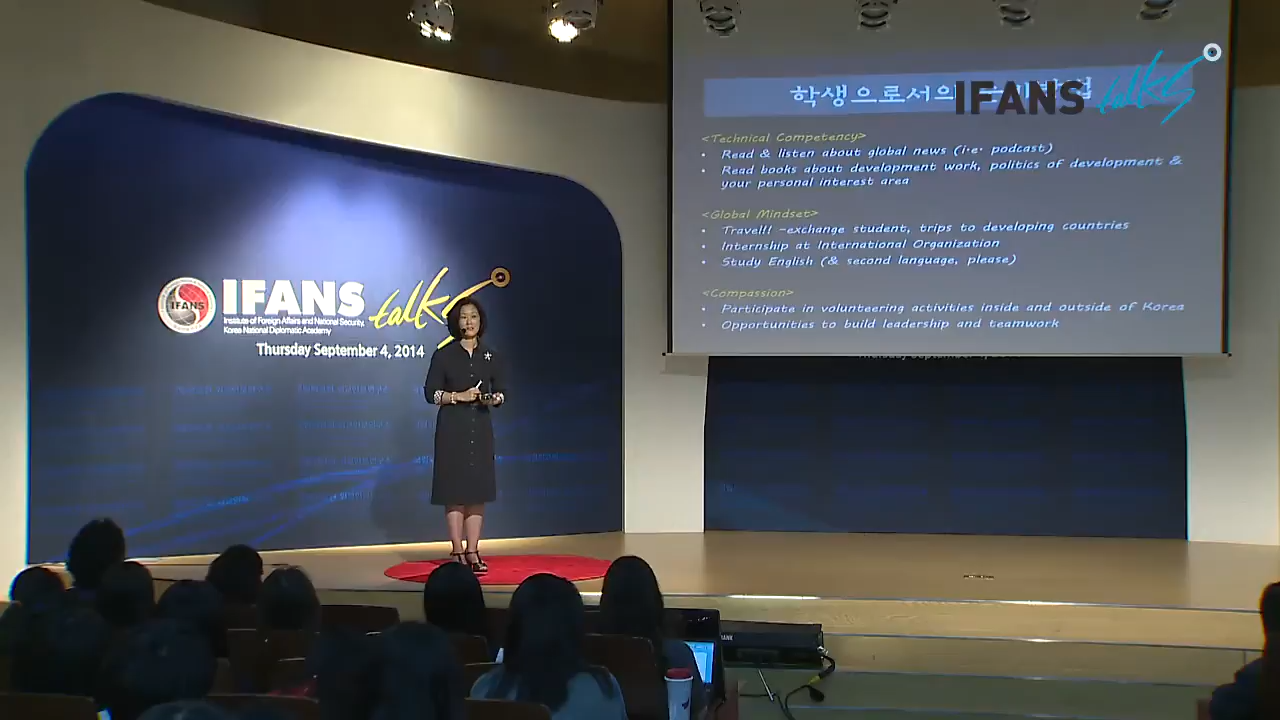 학생으로서의
IFANS talks
<Technical Competency>
• Read & listen about global news (i.e. podcast)
• Read books about development work, politics of development &
your personal interest area
<Global Mindset>
• Travel!! -exchange student, trips to developing countries
• Internship at International Organization
• Study English (& second language, please)
<Compassion>
• Participate in volunteering activities inside and outside of Korea
• Opportunities to build leadership and teamwork
IFANS
IFANS talks
Institute of Foreign Affairs and National Security,
Korea National Diplomatic Academy
Thursday September 4, 2014